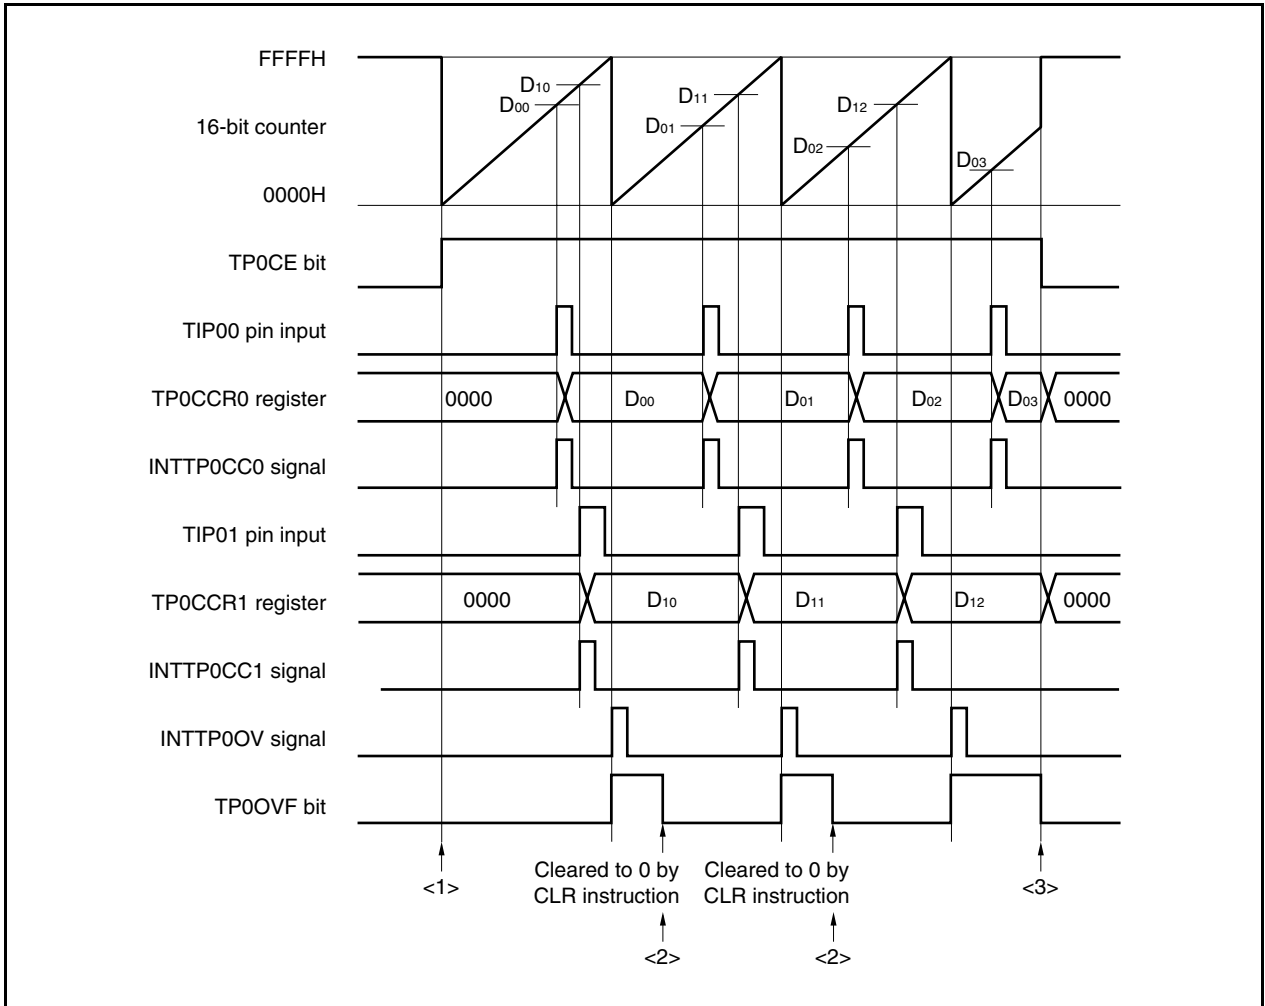 FFFFH
D10
D00
D11
D01
D12
D02
D03
16-bit counter
0000H
TP0CE bit
TIP00 pin input
TP0CCR0 register
0000 D00 D01 D02 D03 0000
INTTP0CC0 signal
TIP01 pin input
TP0CCR1 register
0000 D10 D11 D12 0000
INTTP0CC1 signal
INTTP0OV signal
TP0OVF bit
<1>
Cleared to 0 by
CLR instruction
<2>
Cleared to 0 by
CLR instruction
<2>
<3>